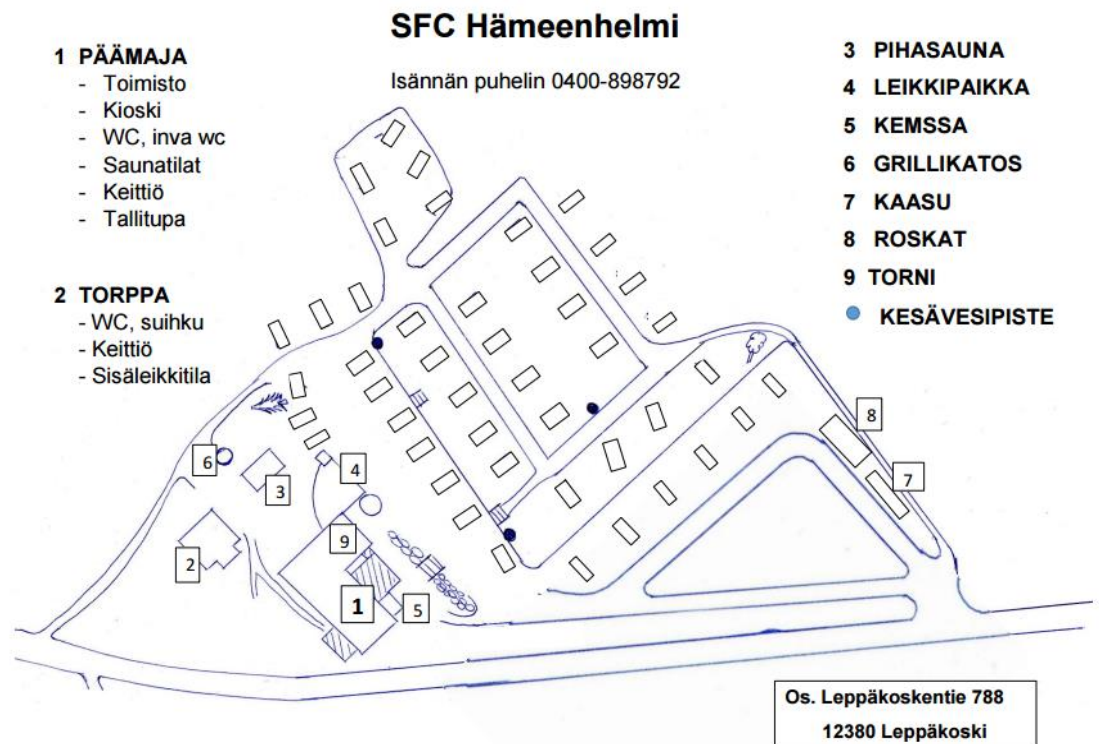 SFC Hämeenhelmi
Isännän puhelin 0400-898792
1 PÄÄMAJA
- Toimisto
- Kioski
- WC, inva wc
- Saunatilat
- Keittiö
- Tallitupa
2 TORPPA
- WC, suihku
- Keittiö
- Sisäleikkitila
3 PIHASAUNA
4 LEIKKIPAIKKA
5 KEMSSA
6 GRILLIKATOS
7 KAASU
8 ROSKAT
9 TORNI
KESÄVESIPISTE
8
6
4
3
7
9
2
1
5
Os. Leppäkoskentie 788
12380 Leppäkoski